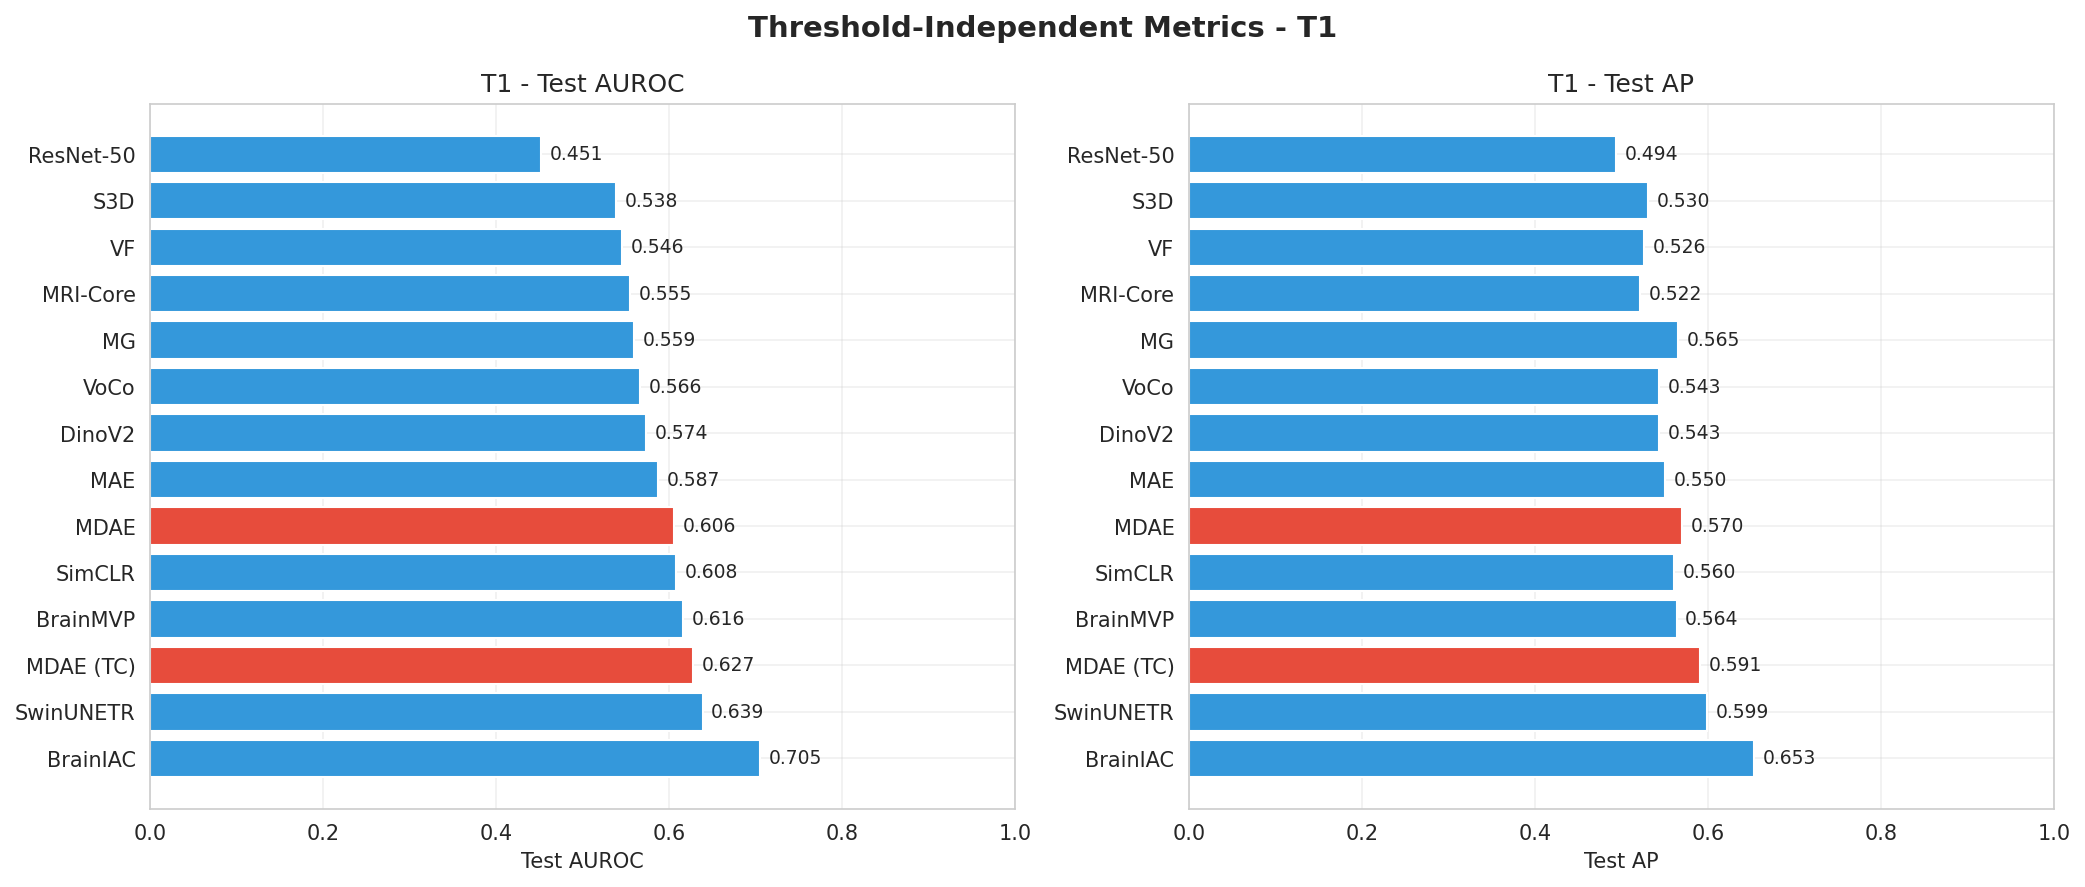 Threshold-Independent Metrics - T1
T1 - Test AUROC
ResNet-50 0.451
S3D 0.538
VF 0.546
MRI-Core 0.555
MG 0.559
VoCo 0.566
DinoV2 0.574
MAE 0.587
MDAE 0.606
SimCLR 0.608
BrainMVP 0.616
MDAE (TC) 0.627
SwinUNETR 0.639
BrainIAC 0.705
0.0 0.2 0.4 0.6 0.8 1.0
Test AUROC
T1 - Test AP
ResNet-50 0.494
S3D 0.530
VF 0.526
MRI-Core 0.522
MG 0.565
VoCo 0.543
DinoV2 0.543
MAE 0.550
MDAE 0.570
SimCLR 0.560
BrainMVP 0.564
MDAE (TC) 0.591
SwinUNETR 0.599
BrainIAC 0.653
0.0 0.2 0.4 0.6 0.8 1.0
Test AP